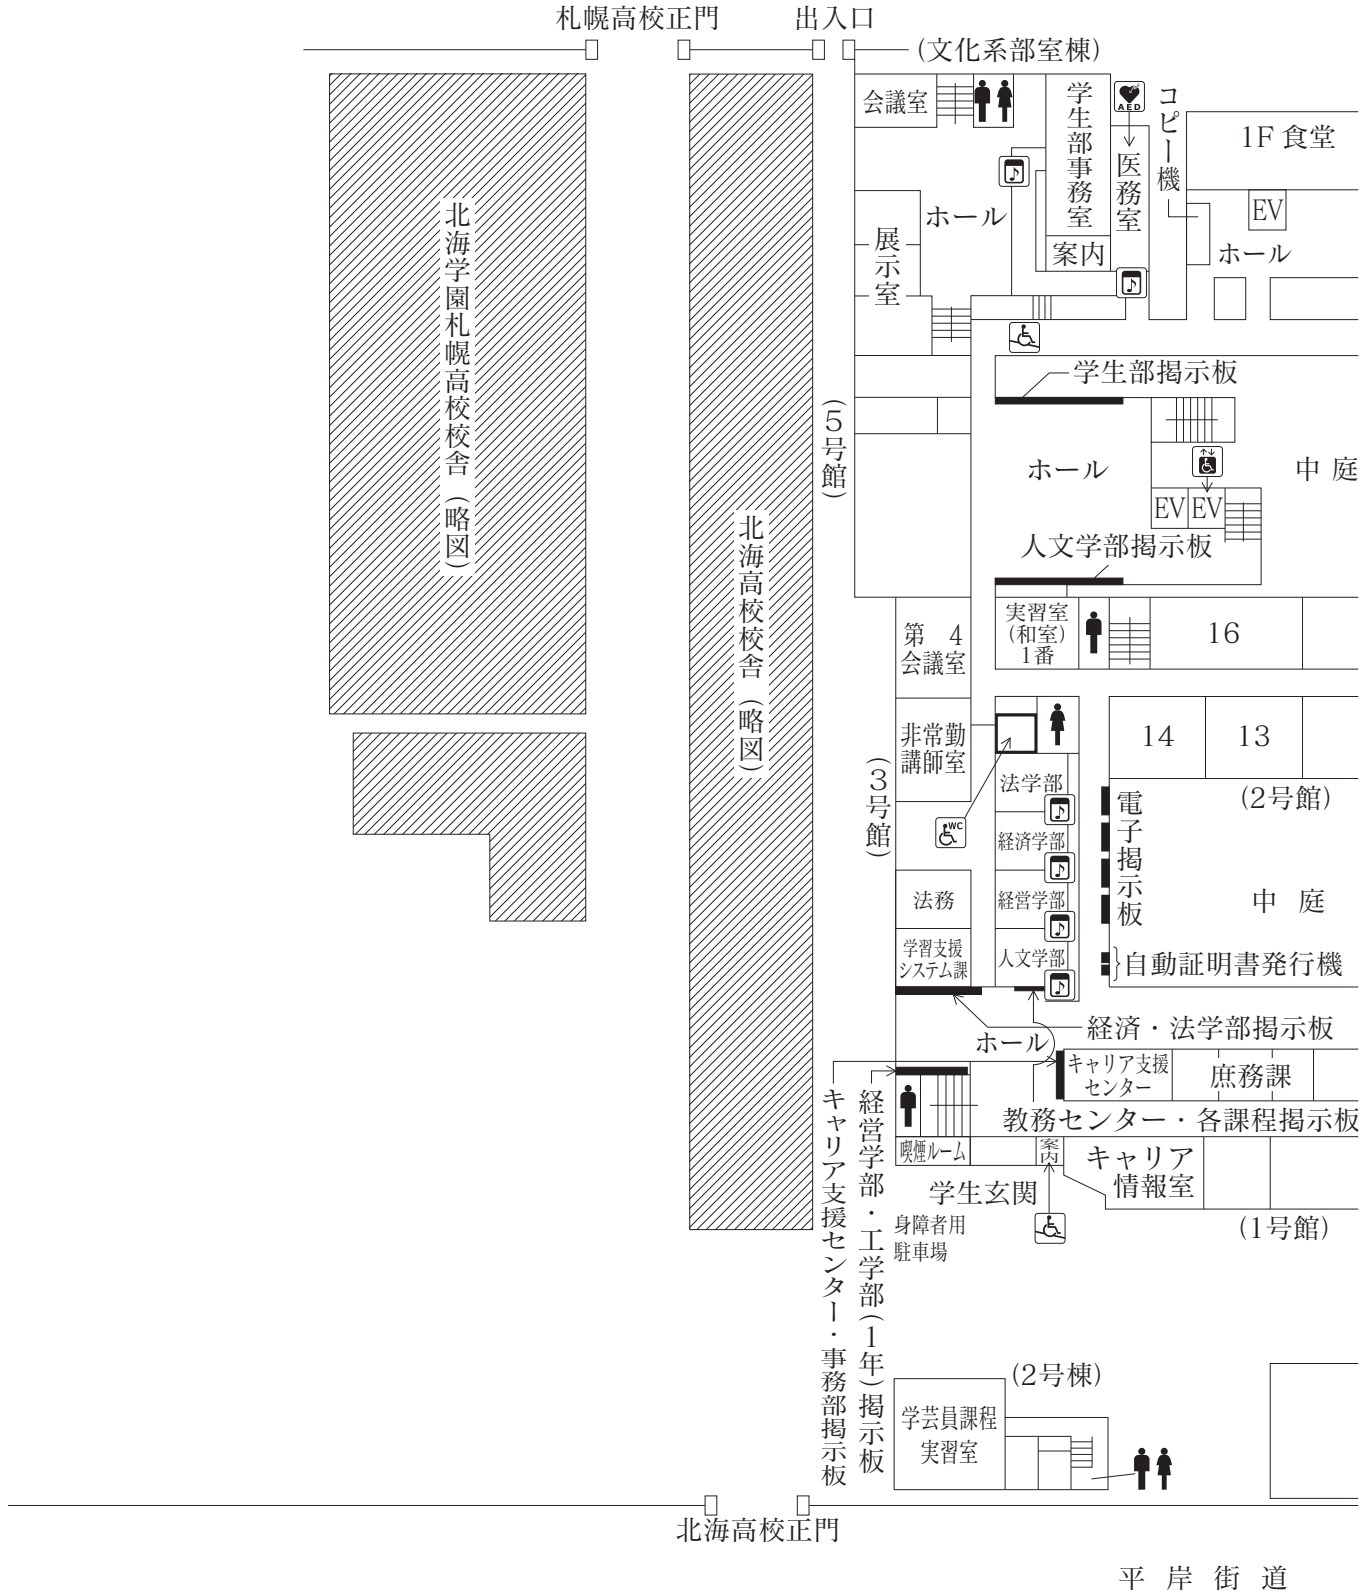 札幌高校正門
出入口
(文化系部室棟)
会議室
学生部事務室
AED
医務室
コピー機
1F 食堂
EV
ホール
ホール
案内
展示室
北海学園札幌高校校舎(略図)
学生部掲示板
(5号館)
ホール
中庭
EV
EV
人文学部掲示板
北海高校校舎(略図)
実習室
(和室)
1番
16
第4
会議室
非常勤
講師室
14
13
(3号館)
法学部
(2号館)
電子掲示板
WC
経済学部
法務
経営学部
中庭
学習支援
システム課
人文学部
自動証明書発行機
経済・法学部掲示板
ホール
キャリア支援
センター
庶務課
教務センター・各課程掲示板
キャリア支援センター・事務部掲示板
経営学部・工学部(1年)掲示板
喫煙ルーム
案内
キャリア
情報室
学生玄関
身障者用
駐車場
(1号館)
(2号棟)
学芸員課程
実習室
北海高校正門
平岸街道